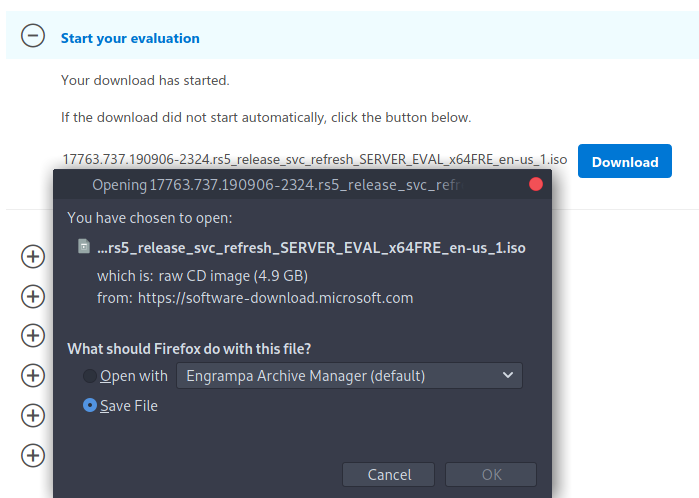 Start your evaluation
Your download has started.
If the download did not start automatically, click the button below.
17763.737.190906-2324.rs5_release_svc_refresh_SERVER_EVAL_x64FRE_en-us_1.iso
Download
Opening 17763.737.190906-2324.rs5_release_svc_refr
You have chosen to open:
...rs5_release_svc_refresh_SERVER_EVAL_x64FRE_en-us_1.iso
which is: raw CD image (4.9 GB)
from: https://software-download.microsoft.com
What should Firefox do with this file?
Open with
Engrampa Archive Manager (default)
Save File
Cancel
OK